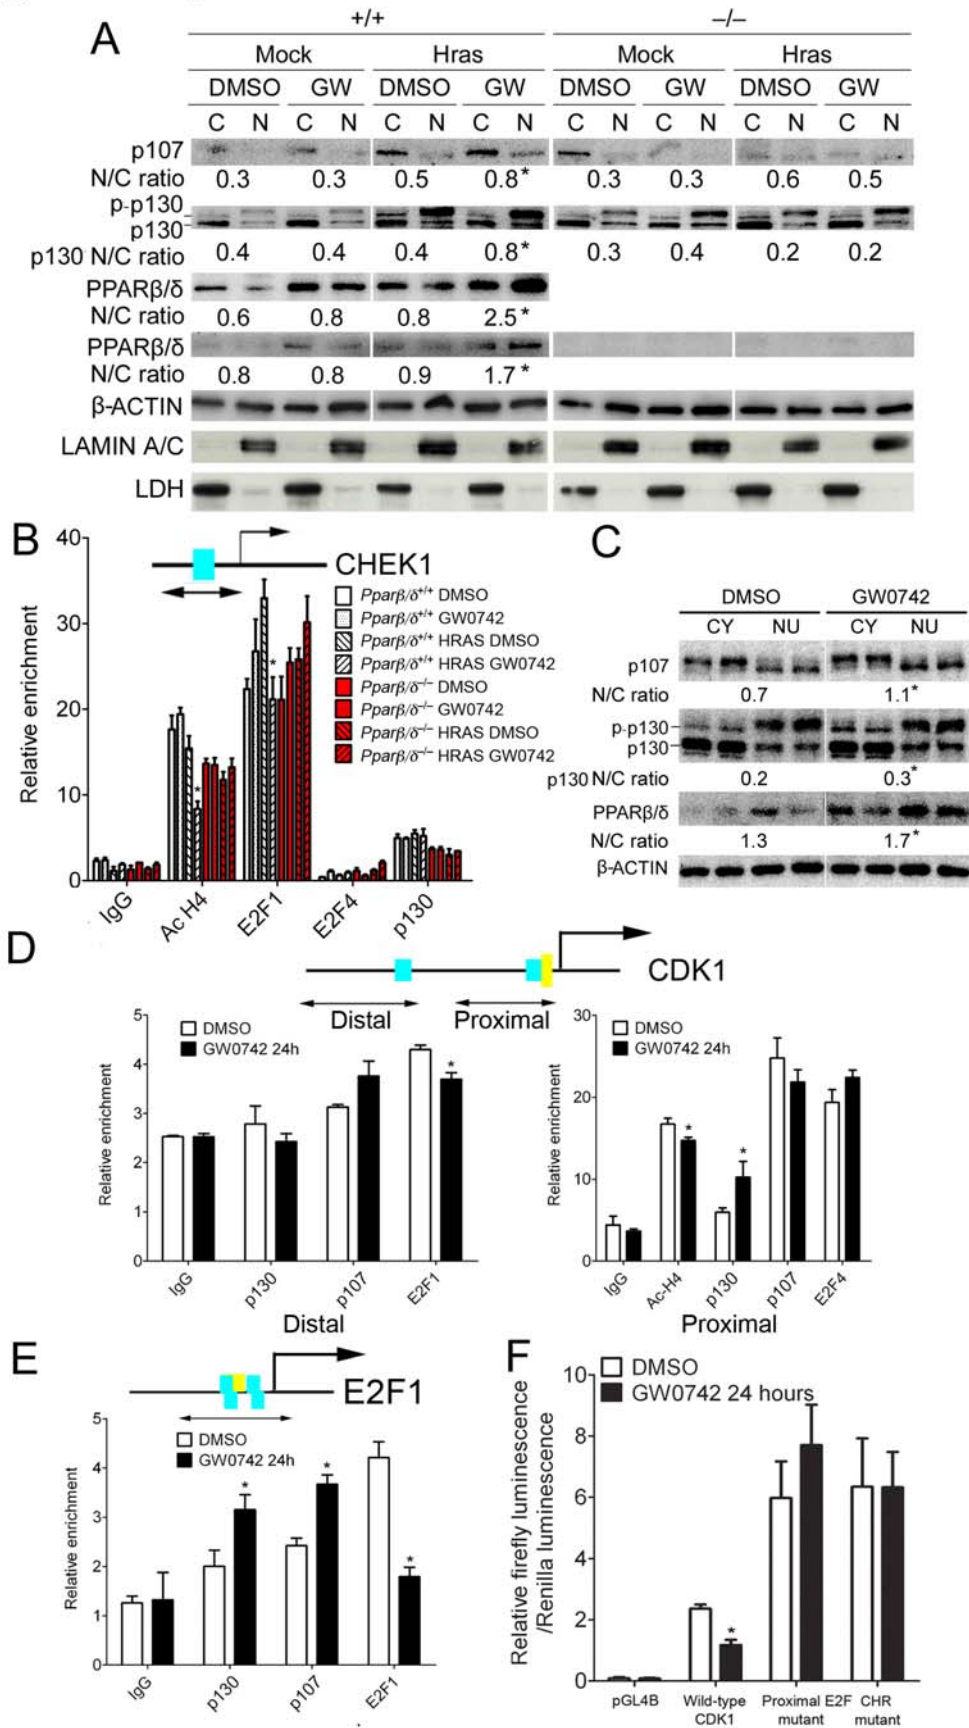 A
+/+ –/–
Mock Hras Mock Hras
DMSO GW DMSO GW DMSO GW DMSO GW
C N C N C N C N C N C N C N C N
p107
N/C ratio 0.3 0.3 0.5 0.8* 0.3 0.3 0.6 0.5
p-p130
p130
p130 N/C ratio 0.4 0.4 0.4 0.8* 0.3 0.4 0.2 0.2
PPARβ/δ
N/C ratio 0.6 0.8 0.8 2.5*
PPARβ/δ
N/C ratio 0.8 0.8 0.9 1.7*
β-ACTIN
LAMIN A/C
LDH
B
CHEK1
Relative enrichment
40
30
20
10
0
Pparβ/δ+/+ DMSO
Pparβ/δ+/+ GW0742
Pparβ/δ+/+ HRAS DMSO
Pparβ/δ+/+ HRAS GW0742
Pparβ/δ–/– DMSO
Pparβ/δ–/– GW0742
Pparβ/δ–/– HRAS DMSO
Pparβ/δ–/– HRAS GW0742
*
*
IgG Ac H4 E2F1 E2F4 p130
C
DMSO GW0742
CY NU CY NU
p107
N/C ratio 0.7 1.1*
p-p130
p130
p130 N/C ratio 0.2 0.3*
PPARβ/δ
N/C ratio 1.3 1.7*
β-ACTIN
D
CDK1
Distal Proximal
Relative enrichment
5
4
3
2
1
0
DMSO
GW0742 24h
*
IgG p130 p107 E2F1
Distal
Relative enrichment
30
20
10
0
DMSO
GW0742 24h
* *
IgG Ac-H4 p130 p107 E2F4
Proximal
E
E2F1
Relative enrichment
5
4
3
2
1
0
DMSO
GW0742 24h
* * *
IgG p130 p107 E2F1
F
Relative firefly luminescence
/Renilla luminescence
10
8
6
4
2
0
DMSO
GW0742 24 hours
*
pGL4B Wild-type Proximal E2F CHR
CDK1 mutant mutant